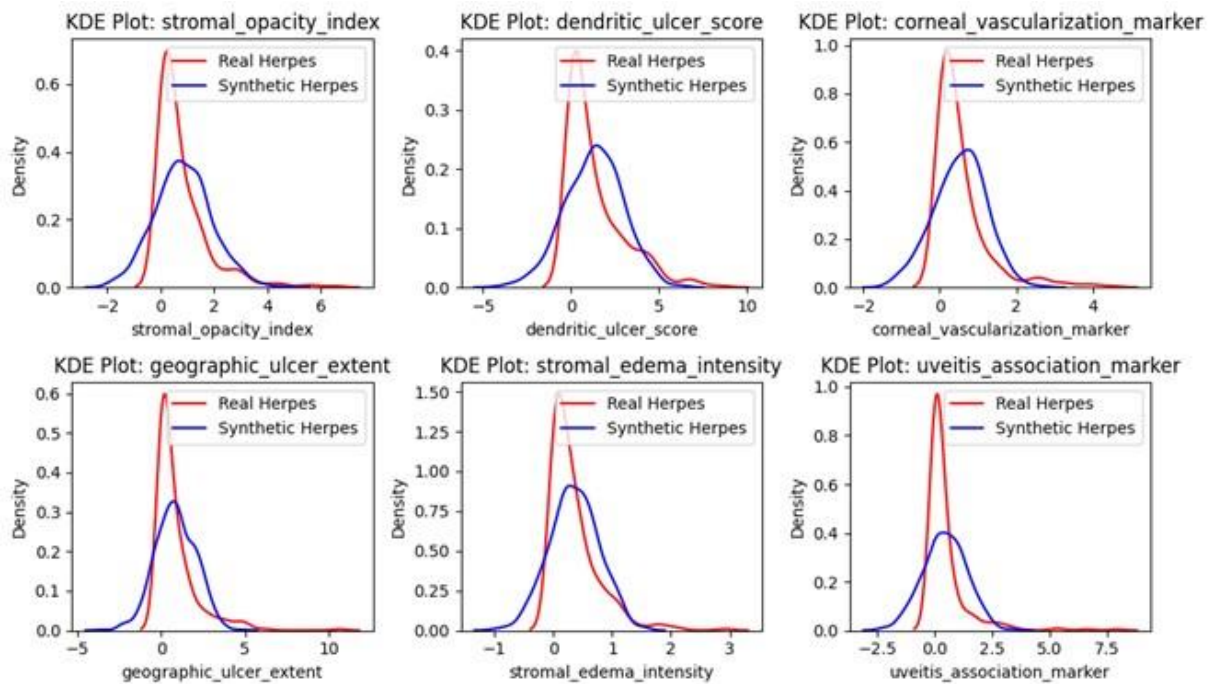 KDE Plot: stromal_opacity_index
Real Herpes
Synthetic Herpes
Density
0.6
0.4
0.2
0.0
−2 0 2 4 6
stromal_opacity_index
KDE Plot: dendritic_ulcer_score
Real Herpes
Synthetic Herpes
Density
0.4
0.3
0.2
0.1
0.0
−5 0 5 10
dendritic_ulcer_score
KDE Plot: corneal_vascularization_marker
Real Herpes
Synthetic Herpes
Density
1.0
0.8
0.6
0.4
0.2
0.0
−2 0 2 4
corneal_vascularization_marker
KDE Plot: geographic_ulcer_extent
Real Herpes
Synthetic Herpes
Density
0.6
0.5
0.4
0.3
0.2
0.1
0.0
−5 0 5 10
geographic_ulcer_extent
KDE Plot: stromal_edema_intensity
Real Herpes
Synthetic Herpes
Density
1.50
1.25
1.00
0.75
0.50
0.25
0.00
−1 0 1 2 3
stromal_edema_intensity
KDE Plot: uveitis_association_marker
Real Herpes
Synthetic Herpes
Density
1.0
0.8
0.6
0.4
0.2
0.0
−2.5 0.0 2.5 5.0 7.5
uveitis_association_marker